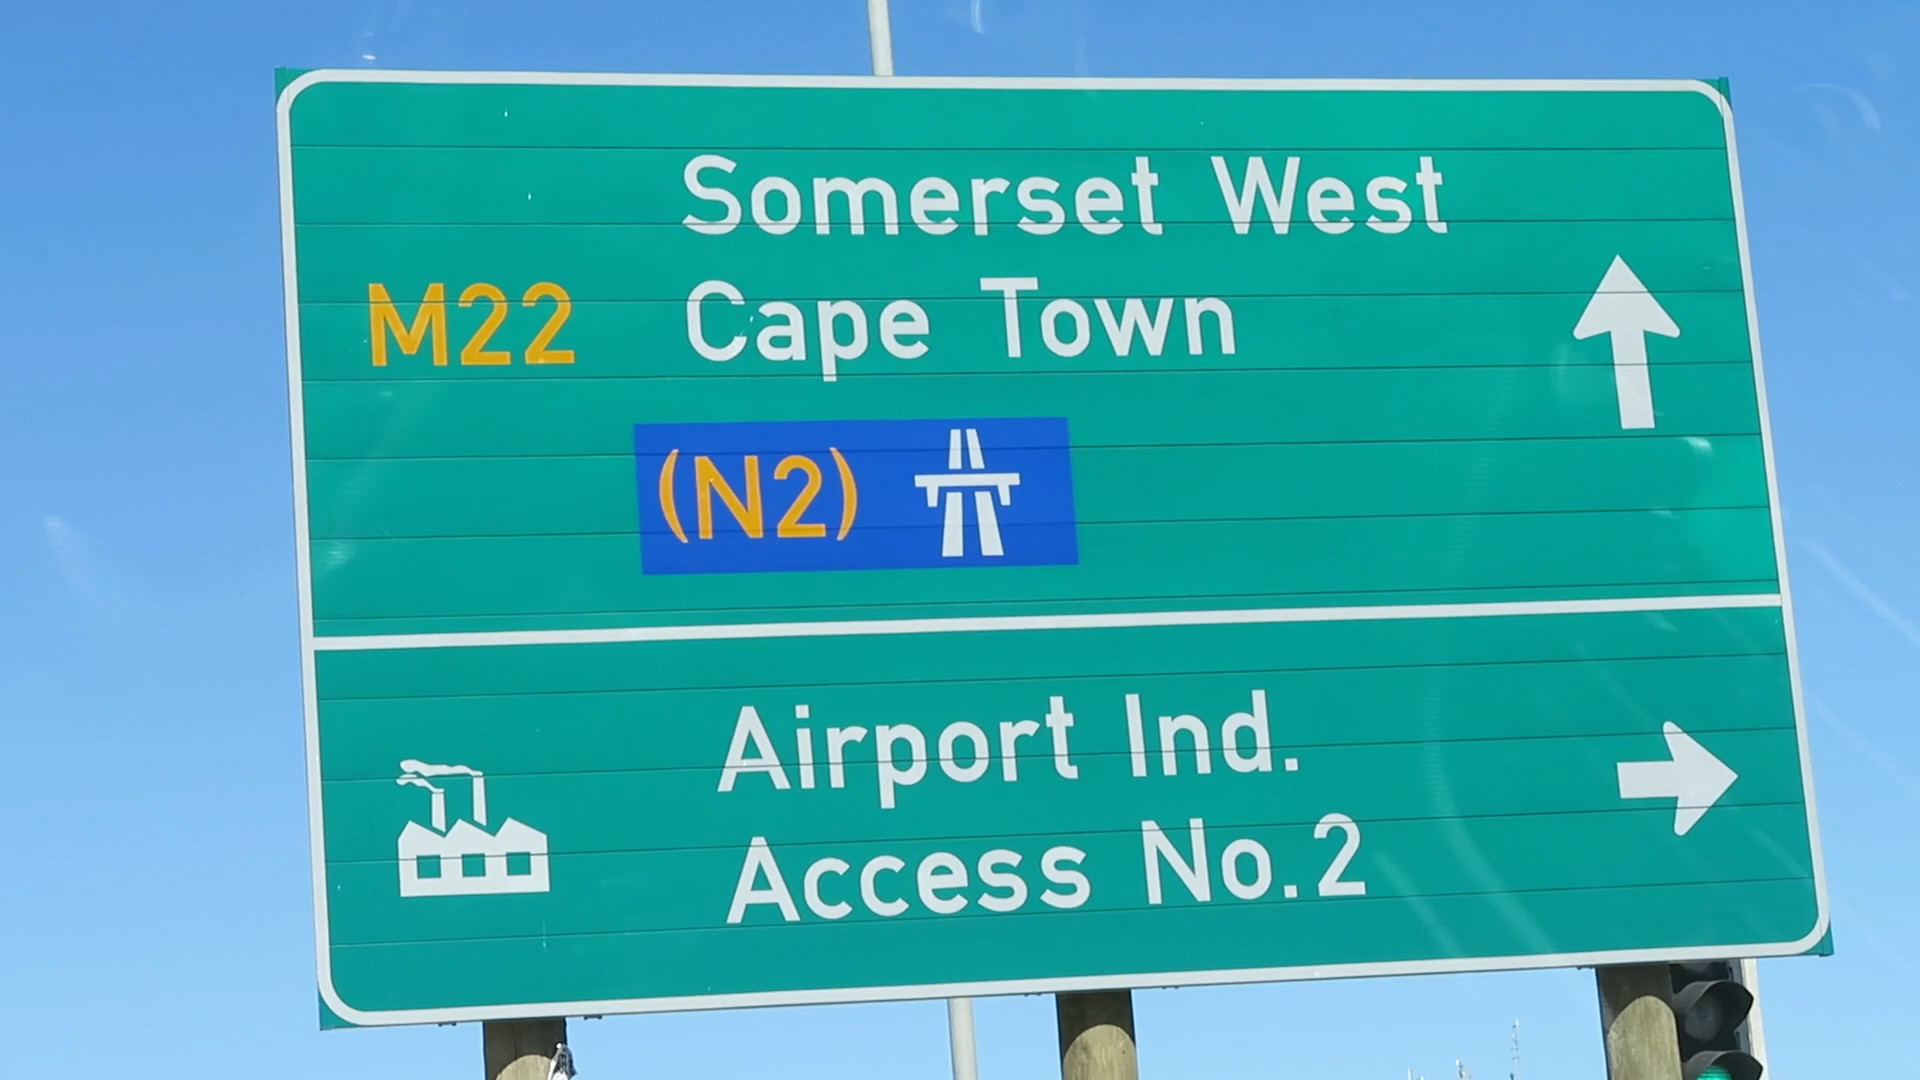 Somerset West
M22 Cape Town
(N2)
Airport Ind.
Access No.2